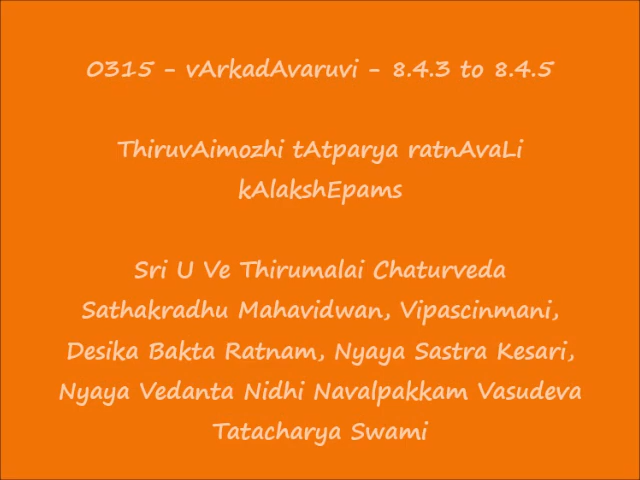 0315 - vArkadAvaruvi - 8.4.3 to 8.4.5
ThiruvAimozhi tAtparya ratnAvaLi
kAlakshEpams
Sri U Ve Thirumalai Chaturveda
Sathakradhu Mahavidwan, Vipascinmani,
Desika Bakta Ratnam, Nyaya Sastra Kesari,
Nyaya Vedanta Nidhi Navalpakkam Vasudeva
Tatacharya Swami